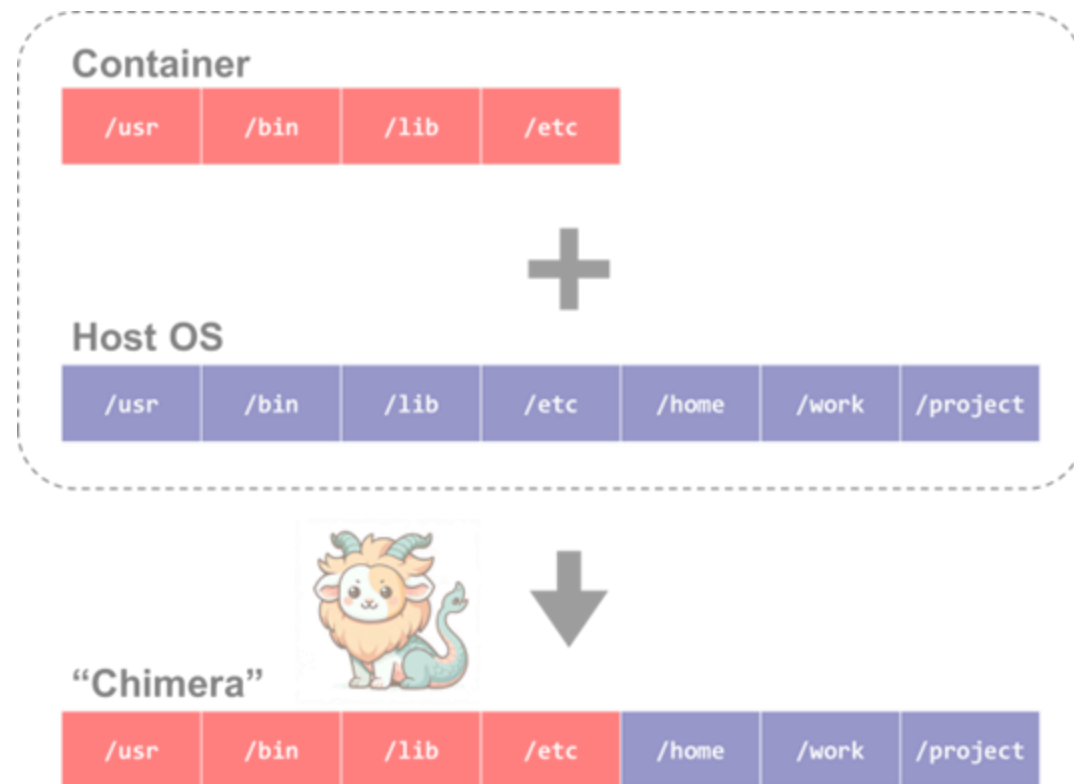 Container
/usr /bin /lib /etc
Host OS
/usr /bin /lib /etc /home /work /project
“Chimera”
/usr /bin /lib /etc /home /work /project